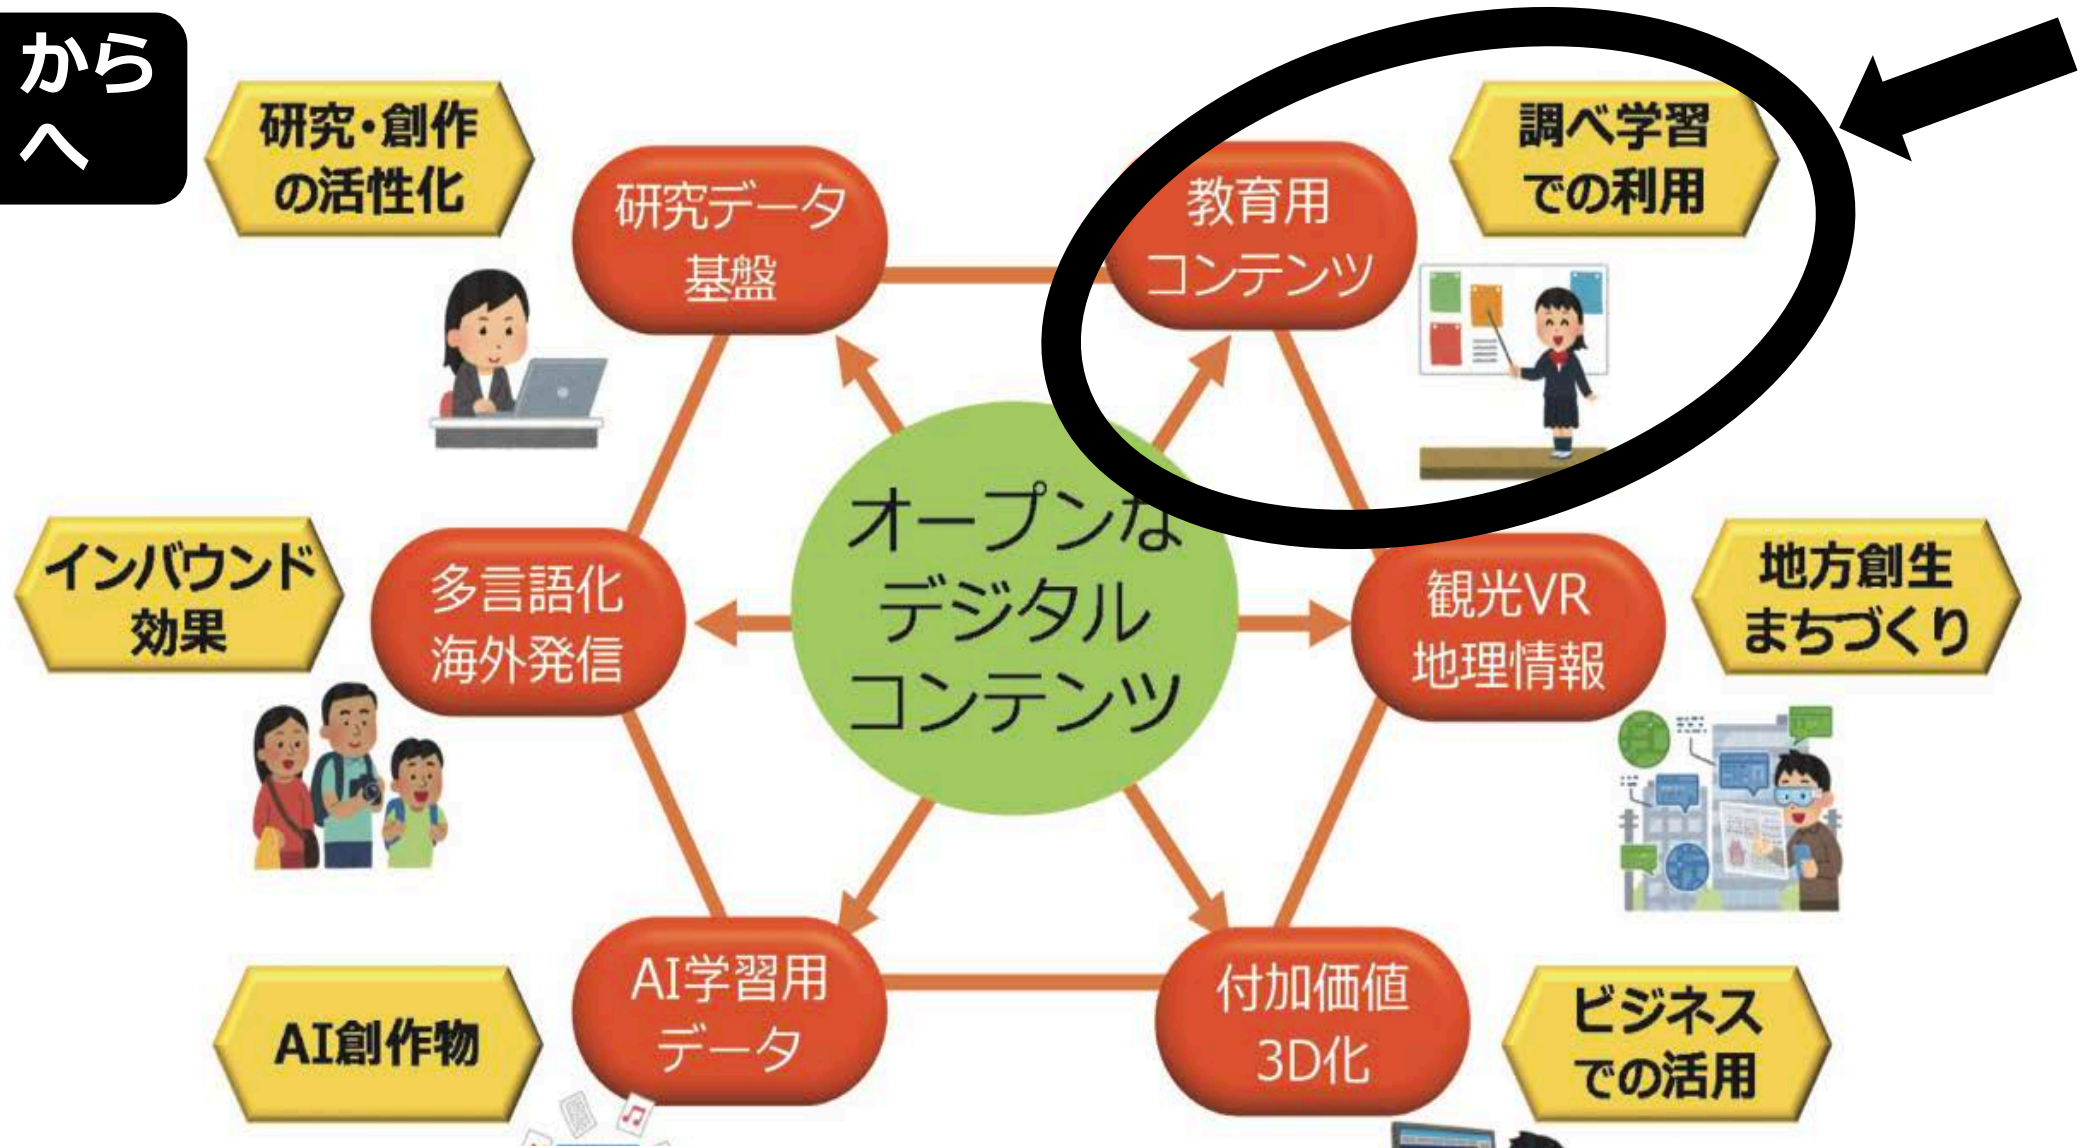 から
へ
研究・創作
の活性化
研究データ
基盤
教育用
コンテンツ
調べ学習
での利用
インバウンド
効果
多言語化
海外発信
オープンな
デジタル
コンテンツ
観光VR
地理情報
地方創生
まちづくり
AI創作物
AI学習用
データ
付加価値
3D化
ビジネス
での活用